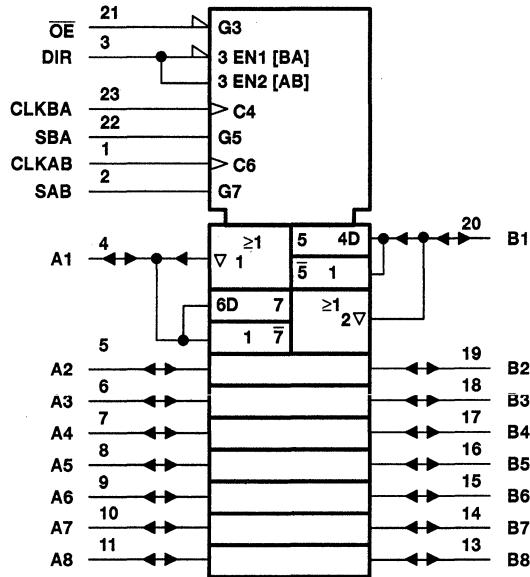 21
OE
G3
3
DIR
3 EN1 [BA]
3 EN2 [AB]
23
CLKBA
C4
22
SBA
G5
1
CLKAB
C6
2
SAB
G7
4
A1
≥1
▽ 1
5 4D
5̅ 1
20
B1
6D 7
1 7̅
≥1
2 ▽
5
A2
19
B2
6
A3
18
B3
7
A4
17
B4
8
A5
16
B5
9
A6
15
B6
10
A7
14
B7
11
A8
13
B8